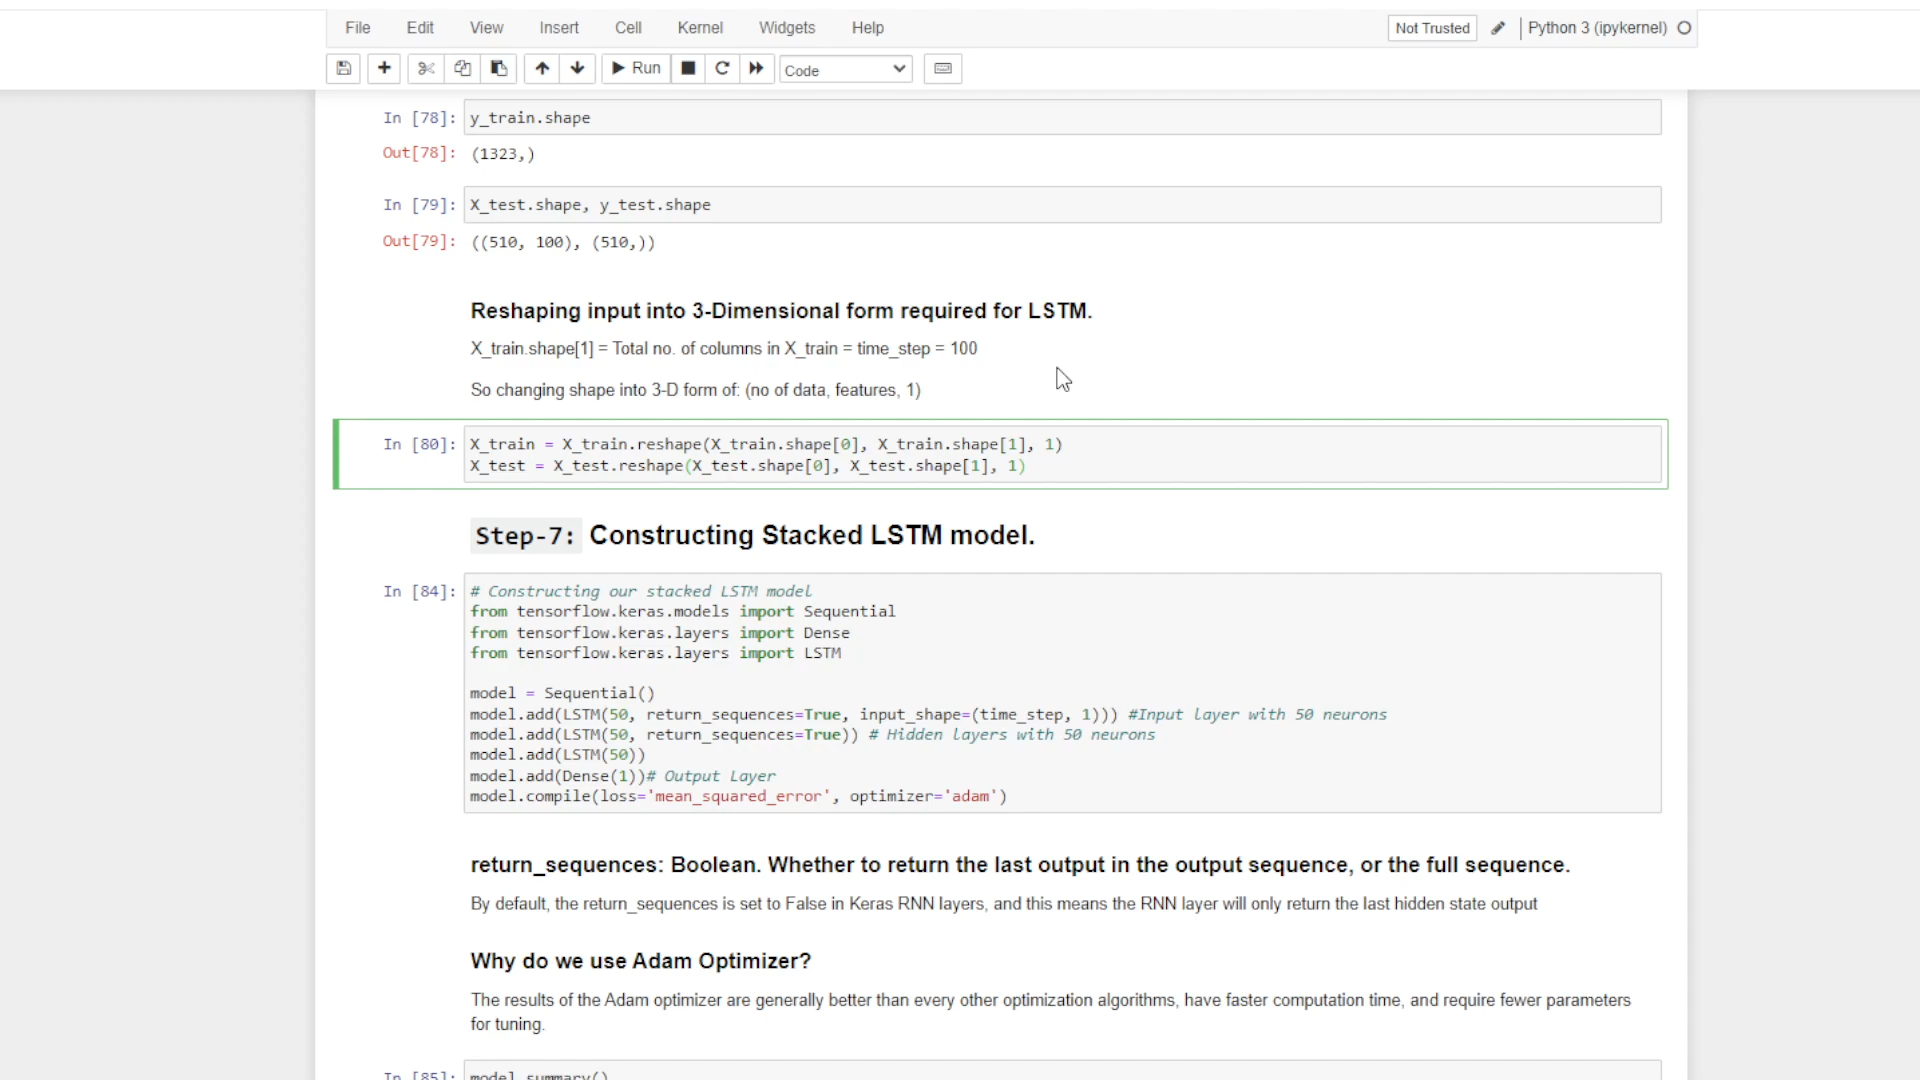 File Edit View Insert Cell Kernel Widgets Help Not Trusted Python 3 (ipykernel)
Run Code
In [78]: y_train.shape
Out[78]: (1323,)
In [79]: X_test.shape, y_test.shape
Out[79]: ((510, 100), (510,))
Reshaping input into 3-Dimensional form required for LSTM.
X_train.shape[1] = Total no. of columns in X_train = time_step = 100
So changing shape into 3-D form of: (no of data, features, 1)
In [80]: X_train = X_train.reshape(X_train.shape[0], X_train.shape[1], 1)
X_test = X_test.reshape(X_test.shape[0], X_test.shape[1], 1)
Step-7: Constructing Stacked LSTM model.
In [84]: # Constructing our stacked LSTM model
from tensorflow.keras.models import Sequential
from tensorflow.keras.layers import Dense
from tensorflow.keras.layers import LSTM
model = Sequential()
model.add(LSTM(50, return_sequences=True, input_shape=(time_step, 1))) #Input layer with 50 neurons
model.add(LSTM(50, return_sequences=True)) # Hidden layers with 50 neurons
model.add(LSTM(50))
model.add(Dense(1))# Output Layer
model.compile(loss='mean_squared_error', optimizer='adam')
return_sequences: Boolean. Whether to return the last output in the output sequence, or the full sequence.
By default, the return_sequences is set to False in Keras RNN layers, and this means the RNN layer will only return the last hidden state output
Why do we use Adam Optimizer?
The results of the Adam optimizer are generally better than every other optimization algorithms, have faster computation time, and require fewer parameters
for tuning.
In [85]: model.summary()